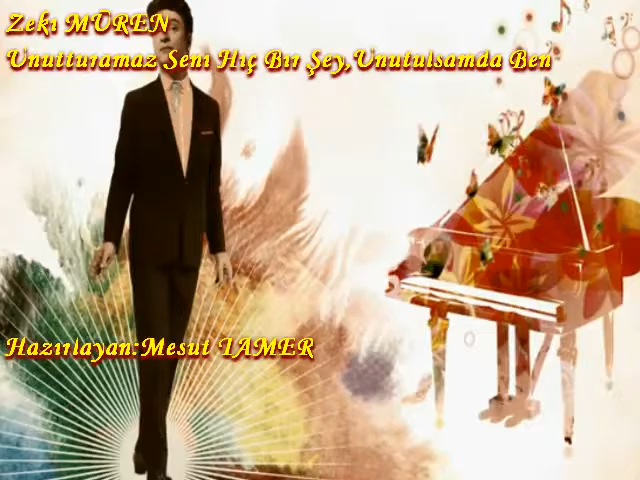 Zekı MÜREN
Unutturamaz Senı Hıç Bır Şey,Unutulsamda Ben
Hazırlayan:Mesut TAMER